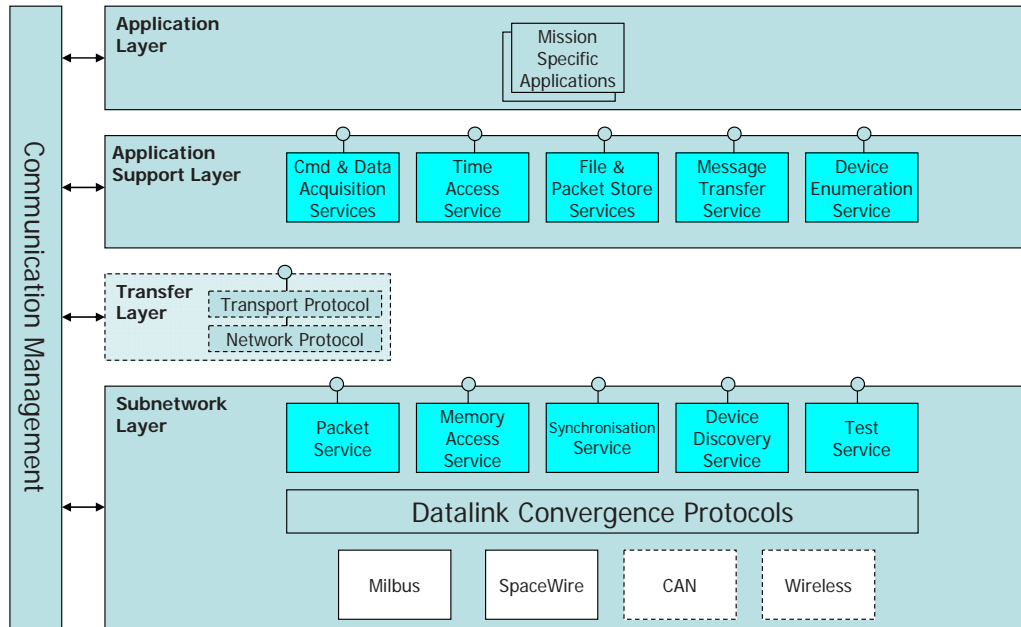 Communication Management
Application
Layer
Mission
Specific
Applications
Application
Support Layer
Cmd & Data
Acquisition
Services
Time
Access
Service
File &
Packet Store
Services
Message
Transfer
Service
Device
Enumeration
Service
Transfer
Layer
Transport Protocol
Network Protocol
Subnetwork
Layer
Packet
Service
Memory
Access
Service
Synchronisation
Service
Device
Discovery
Service
Test
Service
Datalink Convergence Protocols
Milbus
SpaceWire
CAN
Wireless